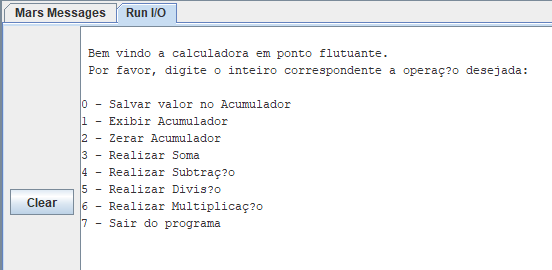 Mars Messages Run I/O
Bem vindo a calculadora em ponto flutuante.
Por favor, digite o inteiro correspondente a operaç?o desejada:
0 - Salvar valor no Acumulador
1 - Exibir Acumulador
2 - Zerar Acumulador
3 - Realizar Soma
4 - Realizar Subtraç?o
5 - Realizar Divis?o
6 - Realizar Multiplicaç?o
7 - Sair do programa
Clear